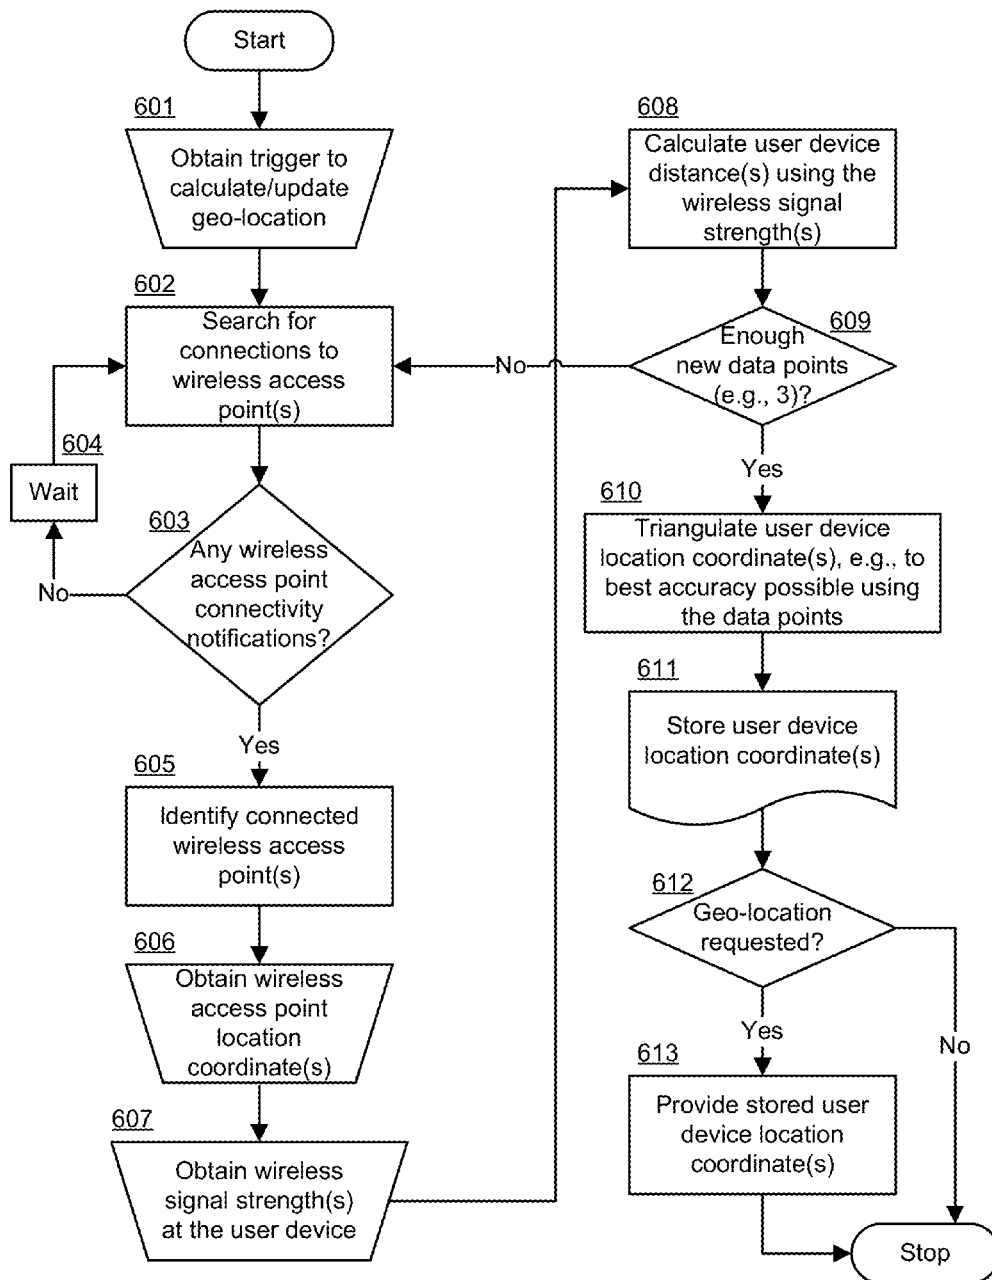 Start
601
Obtain trigger to
calculate/update
geo-location
602
Search for
connections to
wireless access
point(s)
604
Wait
603
Any wireless
access point
connectivity
notifications?
No
Yes
605
Identify connected
wireless access
point(s)
606
Obtain wireless
access point
location
coordinate(s)
607
Obtain wireless
signal strength(s)
at the user device
608
Calculate user device
distance(s) using the
wireless signal
strength(s)
609
Enough
new data points
(e.g., 3)?
No
Yes
610
Triangulate user device
location coordinate(s), e.g., to
best accuracy possible using
the data points
611
Store user device
location coordinate(s)
612
Geo-location
requested?
Yes
No
613
Provide stored user
device location
coordinate(s)
Stop